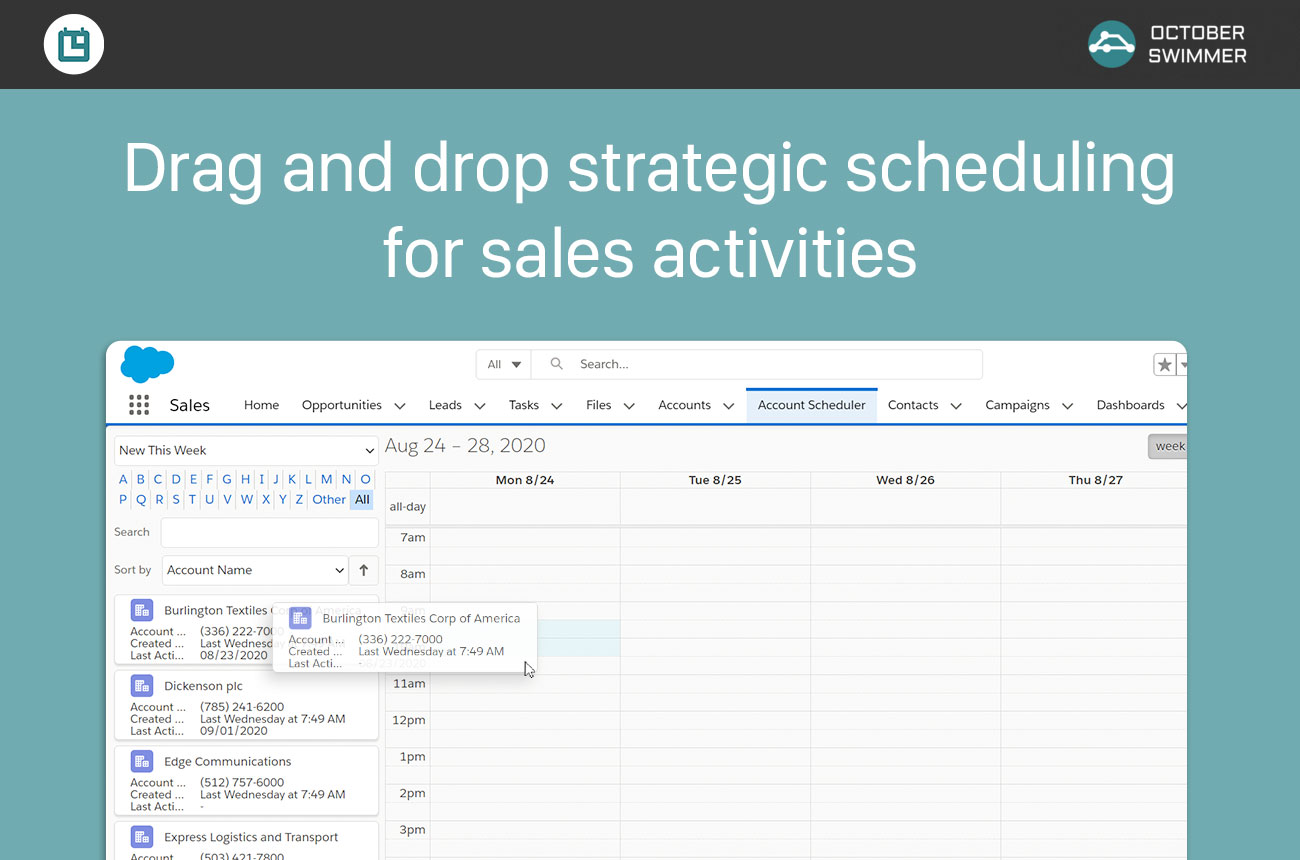 OCTOBER
SWIMMER
Drag and drop strategic scheduling
for sales activities
All
Search...
Sales
Home
Opportunities
Leads
Tasks
Files
Accounts
Account Scheduler
Contacts
Campaigns
Dashboards
New This Week
Aug 24 – 28, 2020
week
A B C D E F G H I J K L M N O
P Q R S T U V W X Y Z Other All
Search
Sort by Account Name
Mon 8/24 Tue 8/25 Wed 8/26 Thu 8/27
all-day
7am
8am
9am
11am
12pm
1pm
2pm
3pm
Burlington Textiles Corp of America
Account ... (336) 222-7000
Created ... Last Wednesday
Last Acti... 08/23/2020
Burlington Textiles Corp of America
Account ... (336) 222-7000
Created ... Last Wednesday at 7:49 AM
Last Acti... -
Dickenson plc
Account ... (785) 241-6200
Created ... Last Wednesday at 7:49 AM
Last Acti... 09/01/2020
Edge Communications
Account ... (512) 757-6000
Created ... Last Wednesday at 7:49 AM
Last Acti... -
Express Logistics and Transport
Account ... (503) 421-7800